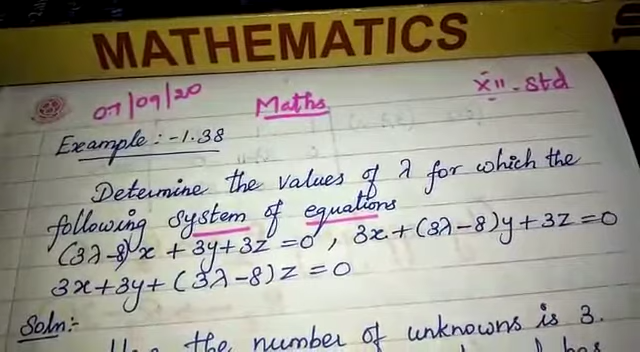 MATHEMATICS
07/09/20
Maths
XII-Std
Example:-1.38
Determine the values of λ for which the
following system of equations
(3λ-8)x + 3y+3z=0, 3x+(3λ-8)y+3z=0
3x+3y+(3λ-8)z=0
Soln:-
the number of unknowns is 3.
has